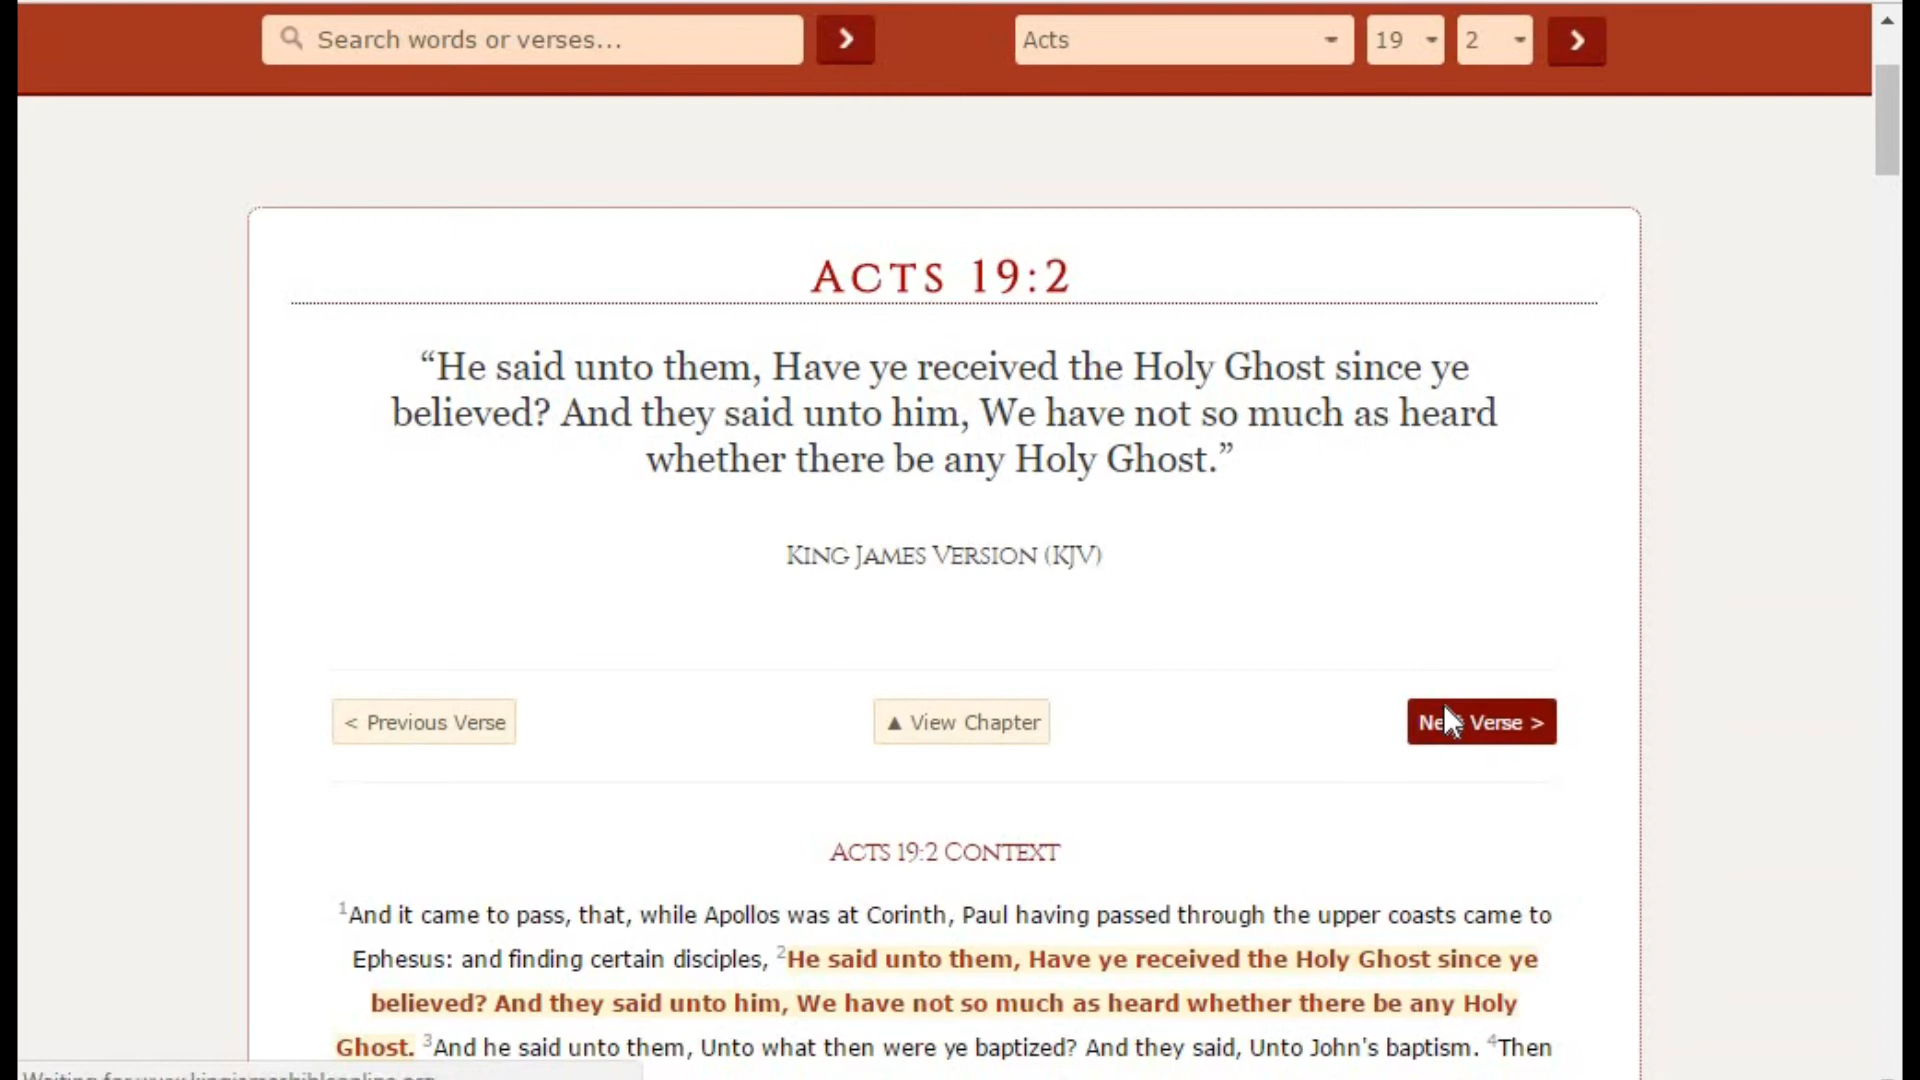 Search words or verses...
Acts 19 2
ACTS 19:2
“He said unto them, Have ye received the Holy Ghost since ye
believed? And they said unto him, We have not so much as heard
whether there be any Holy Ghost.”
KING JAMES VERSION (KJV)
< Previous Verse
▲ View Chapter
Verse >
ACTS 19:2 CONTEXT
1And it came to pass, that, while Apollos was at Corinth, Paul having passed through the upper coasts came to
Ephesus: and finding certain disciples, 2He said unto them, Have ye received the Holy Ghost since ye
believed? And they said unto him, We have not so much as heard whether there be any Holy
Ghost. 3And he said unto them, Unto what then were ye baptized? And they said, Unto John's baptism. 4Then
Waiting for www.kingjamesbibleonline.org